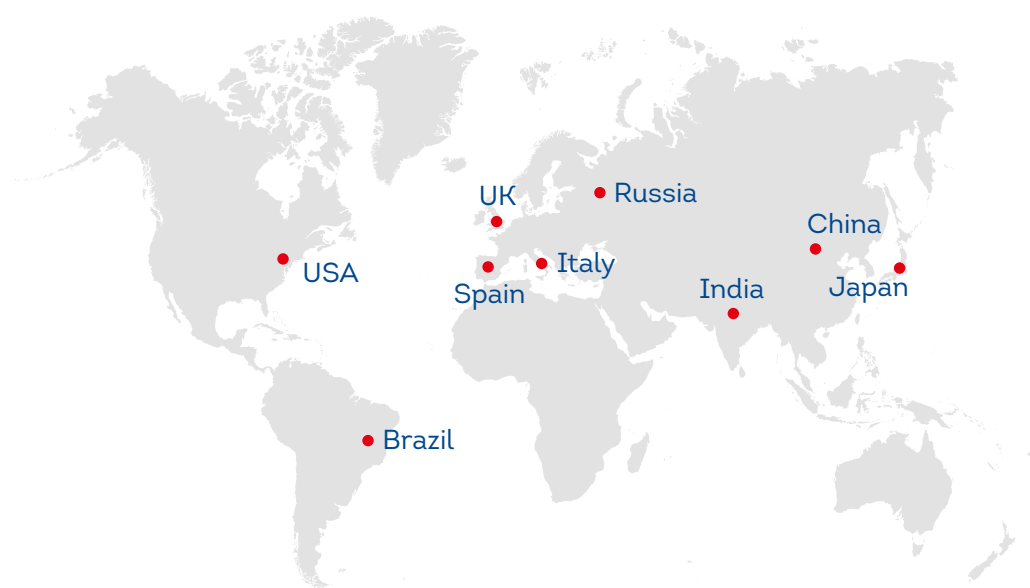 UK
Russia
China
USA
Italy
Spain
India
Japan
Brazil